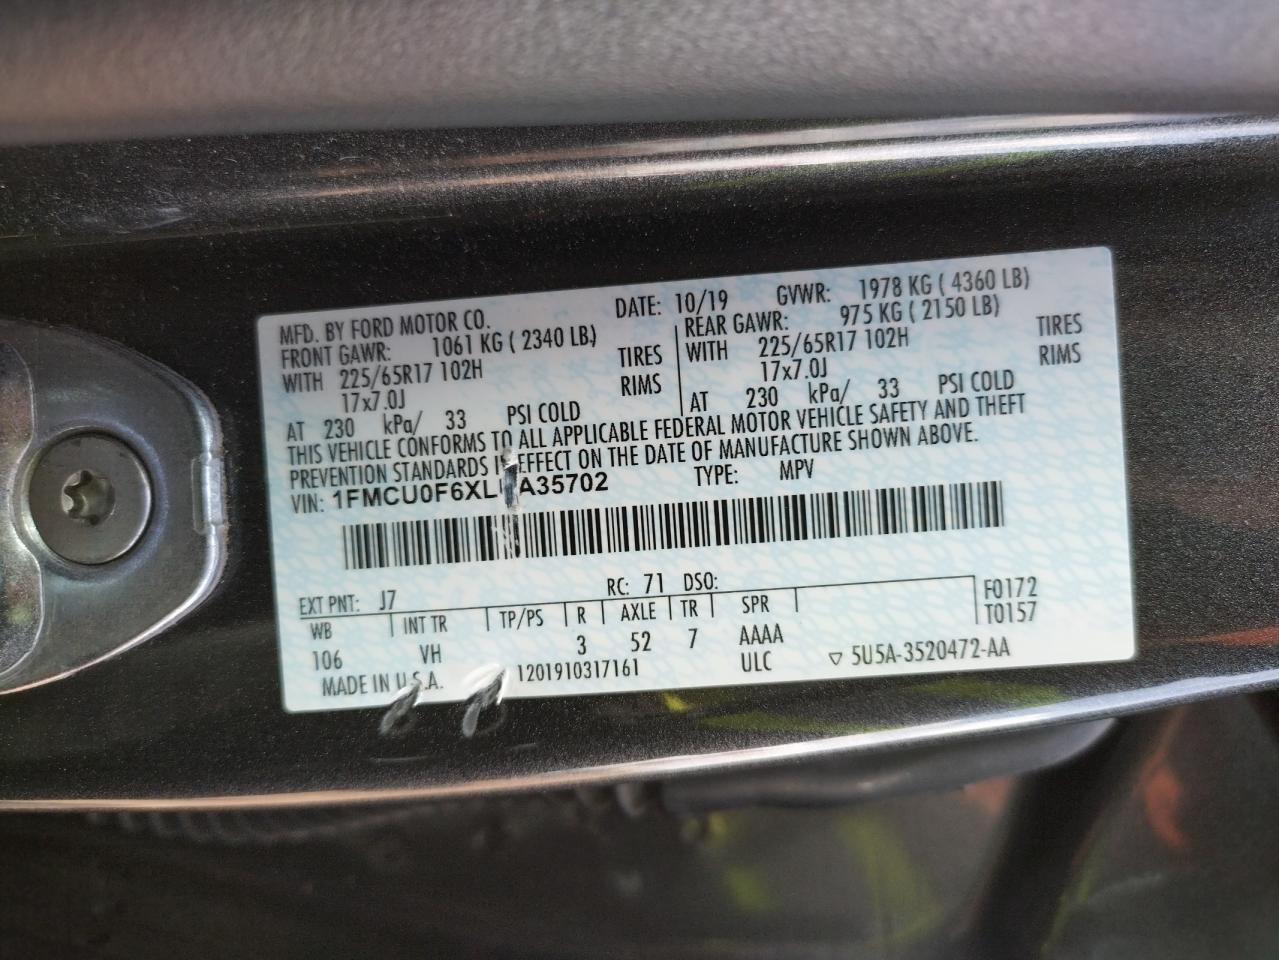 MFD. BY FORD MOTOR CO.
DATE: 10/19 GVWR: 1978 KG ( 4360 LB)
FRONT GAWR: 1061 KG ( 2340 LB)
REAR GAWR: 975 KG ( 2150 LB)
WITH 225/65R17 102H TIRES
WITH 225/65R17 102H TIRES
17x7.0J RIMS
17x7.0J RIMS
AT 230 kPa/ 33 PSI COLD
AT 230 kPa/ 33 PSI COLD
THIS VEHICLE CONFORMS TO ALL APPLICABLE FEDERAL MOTOR VEHICLE SAFETY AND THEFT
PREVENTION STANDARDS IN EFFECT ON THE DATE OF MANUFACTURE SHOWN ABOVE.
VIN: TYPE: MPV
EXT PNT: J7 RC: 71 DSO:
WB INT TR TP/PS R AXLE TR SPR F0172
T0157
106 VH 3 52 7 AAAA
MADE IN U.S.A. 1201910317161 ULC ▽ 5U5A-3520472-AA